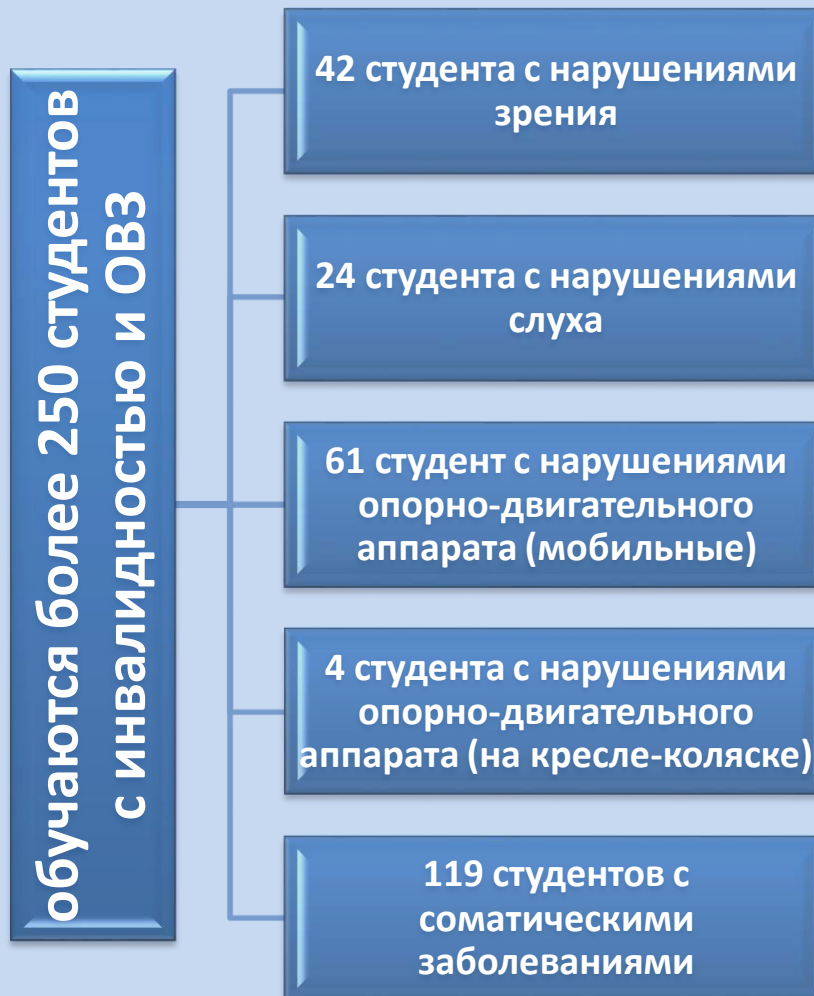 обучаются более 250 студентов
с инвалидностью и ОВЗ
42 студента с нарушениями
зрения
24 студента с нарушениями
слуха
61 студент с нарушениями
опорно-двигательного
аппарата (мобильные)
4 студента с нарушениями
опорно-двигательного
аппарата (на кресле-коляске)
119 студентов с
соматическими
заболеваниями